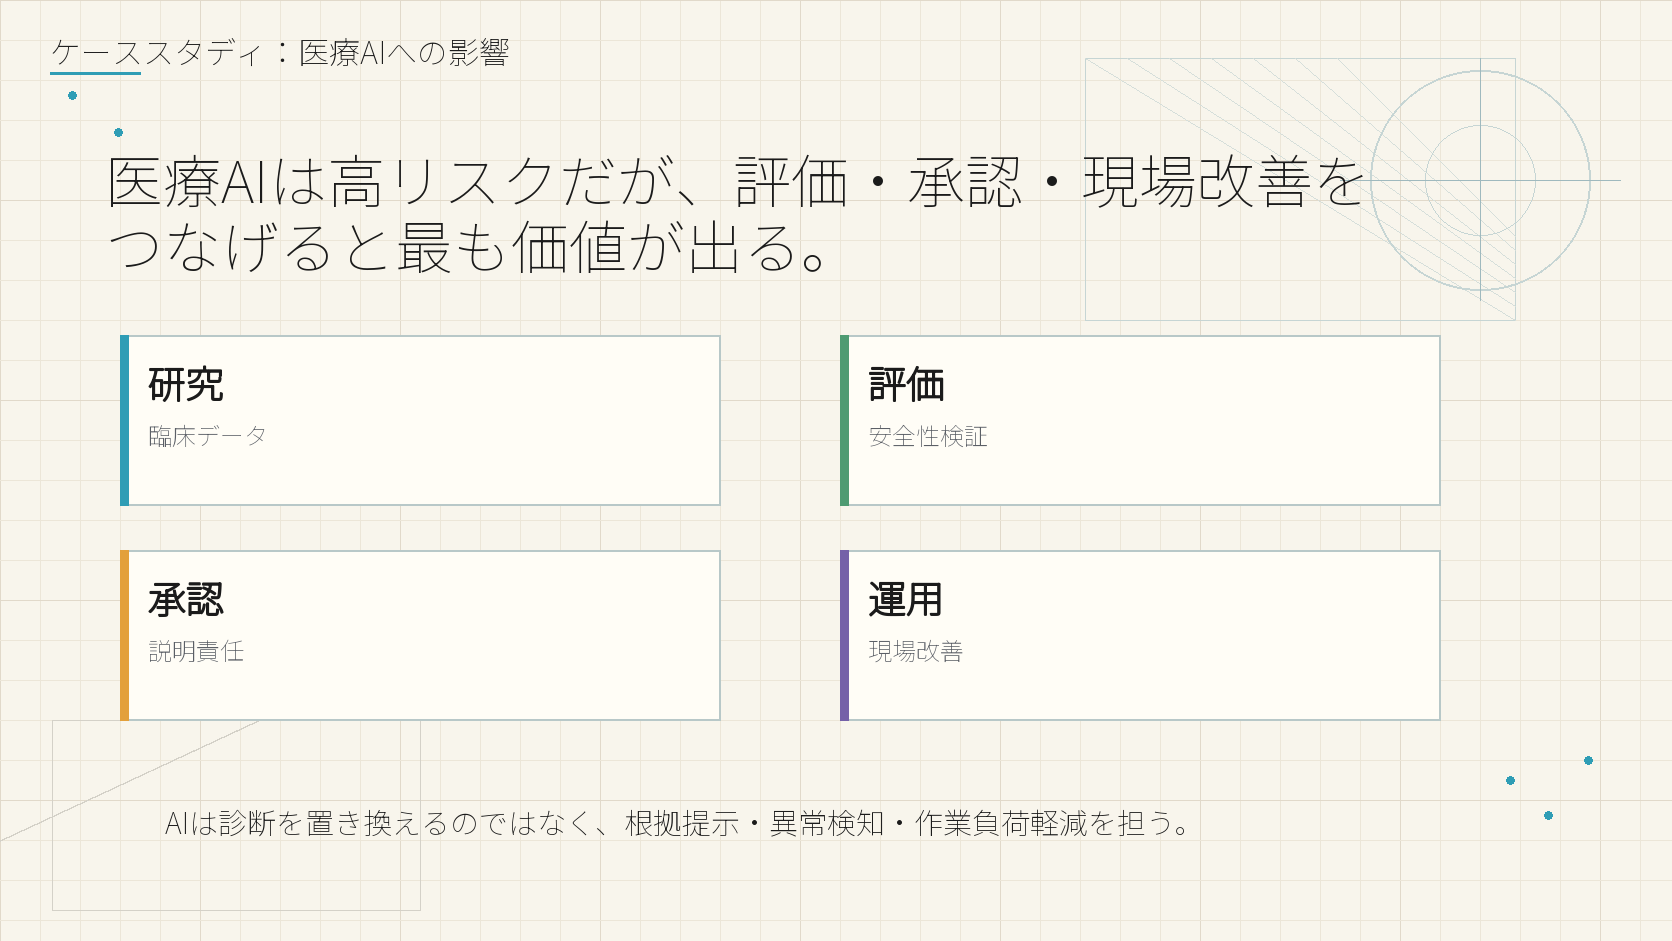 ケーススタディ：医療AIへの影響
医療AIは高リスクだが、評価・承認・現場改善を
つなげると最も価値が出る。
研究
臨床データ
評価
安全性検証
承認
説明責任
運用
現場改善
AIは診断を置き換えるのではなく、根拠提示・異常検知・作業負荷軽減を担う。